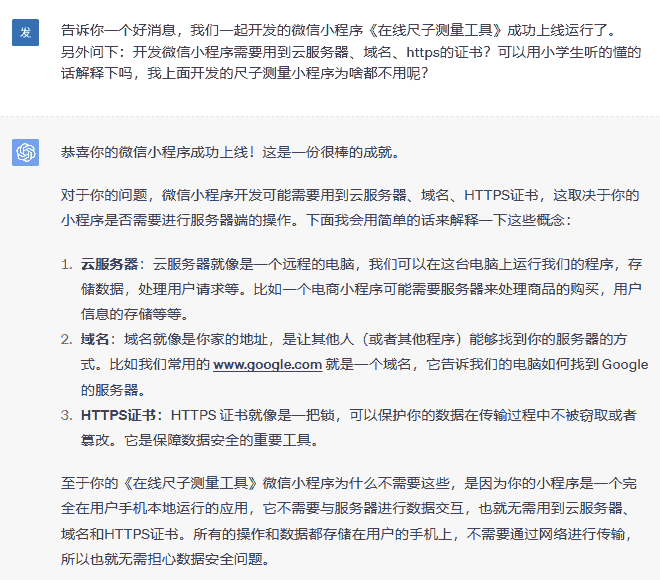 发
告诉你一个好消息，我们一起开发的微信小程序《在线尺子测量工具》成功上线运行了。
另外问下：开发微信小程序需要用到云服务器、域名、https的证书？可以用小学生听的懂的
话解释下吗，我上面开发的尺子测量小程序为啥都不用呢？
恭喜你的微信小程序成功上线！这是一份很棒的成就。
对于你的问题，微信小程序开发可能需要用到云服务器、域名、HTTPS证书，这取决于你的
小程序是否需要进行服务器端的操作。下面我会用简单的话来解释一下这些概念：
1. 云服务器：云服务器就像是一个远程的电脑，我们可以在这台电脑上运行我们的程序，存
储数据，处理用户请求等。比如一个电商小程序可能需要服务器来处理商品的购买，用户
信息的存储等等。
2. 域名：域名就像是你家的地址，是让其他人（或者其他程序）能够找到你的服务器的方
式。比如我们常用的 www.google.com 就是一个域名，它告诉我们的电脑如何找到 Google
的服务器。
3. HTTPS证书：HTTPS 证书就像是一把锁，可以保护你的数据在传输过程中不被窃取或者
篡改。它是保障数据安全的重要工具。
至于你的《在线尺子测量工具》微信小程序为什么不需要这些，是因为你的小程序是一个完
全在用户手机本地运行的应用，它不需要与服务器进行数据交互，也就无需用到云服务器、
域名和HTTPS证书。所有的操作和数据都存储在用户的手机上，不需要通过网络进行传输，
所以也就无需担心数据安全问题。